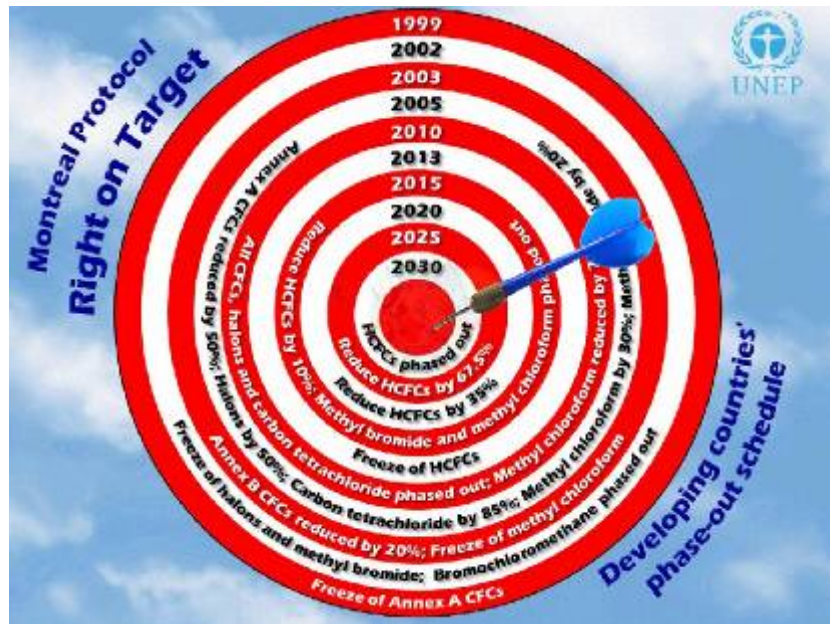 Montreal Protocol
Right on Target
UNEP
1999
2002
2003
2005
2010
2013
2015
2020
2025
2030
HCFCs phased out
Reduce HCFCs by 67.5%
Reduce HCFCs by 35%
Reduce HCFCs by 10%; Methyl bromide and methyl chloroform phased out
Freeze of HCFCs
All CFCs, halons and carbon tetrachloride phased out; Methyl chloroform reduced by
Annex A CFCs reduced by 50%; Halons by 50%; Carbon tetrachloride by 85%; Methyl chloroform by 30%; by 20%
Annex B CFCs reduced by 20%; Freeze of methyl chloroform
Freeze of halons and methyl bromide; Bromochloromethane phased out
Freeze of Annex A CFCs
Developing countries'
phase-out schedule